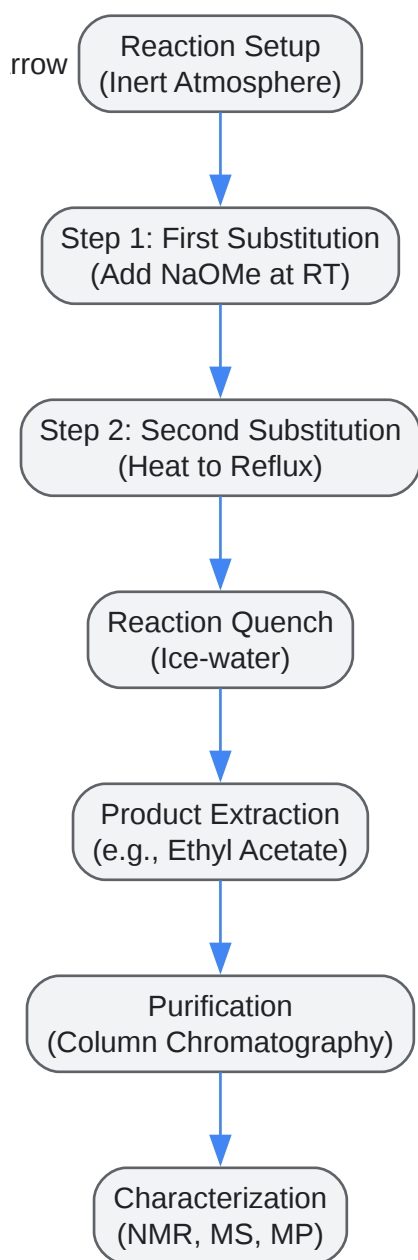 rrow
Reaction Setup
(Inert Atmosphere)
Step 1: First Substitution
(Add NaOMe at RT)
Step 2: Second Substitution
(Heat to Reflux)
Reaction Quench
(Ice-water)
Product Extraction
(e.g., Ethyl Acetate)
Purification
(Column Chromatography)
Characterization
(NMR, MS, MP)